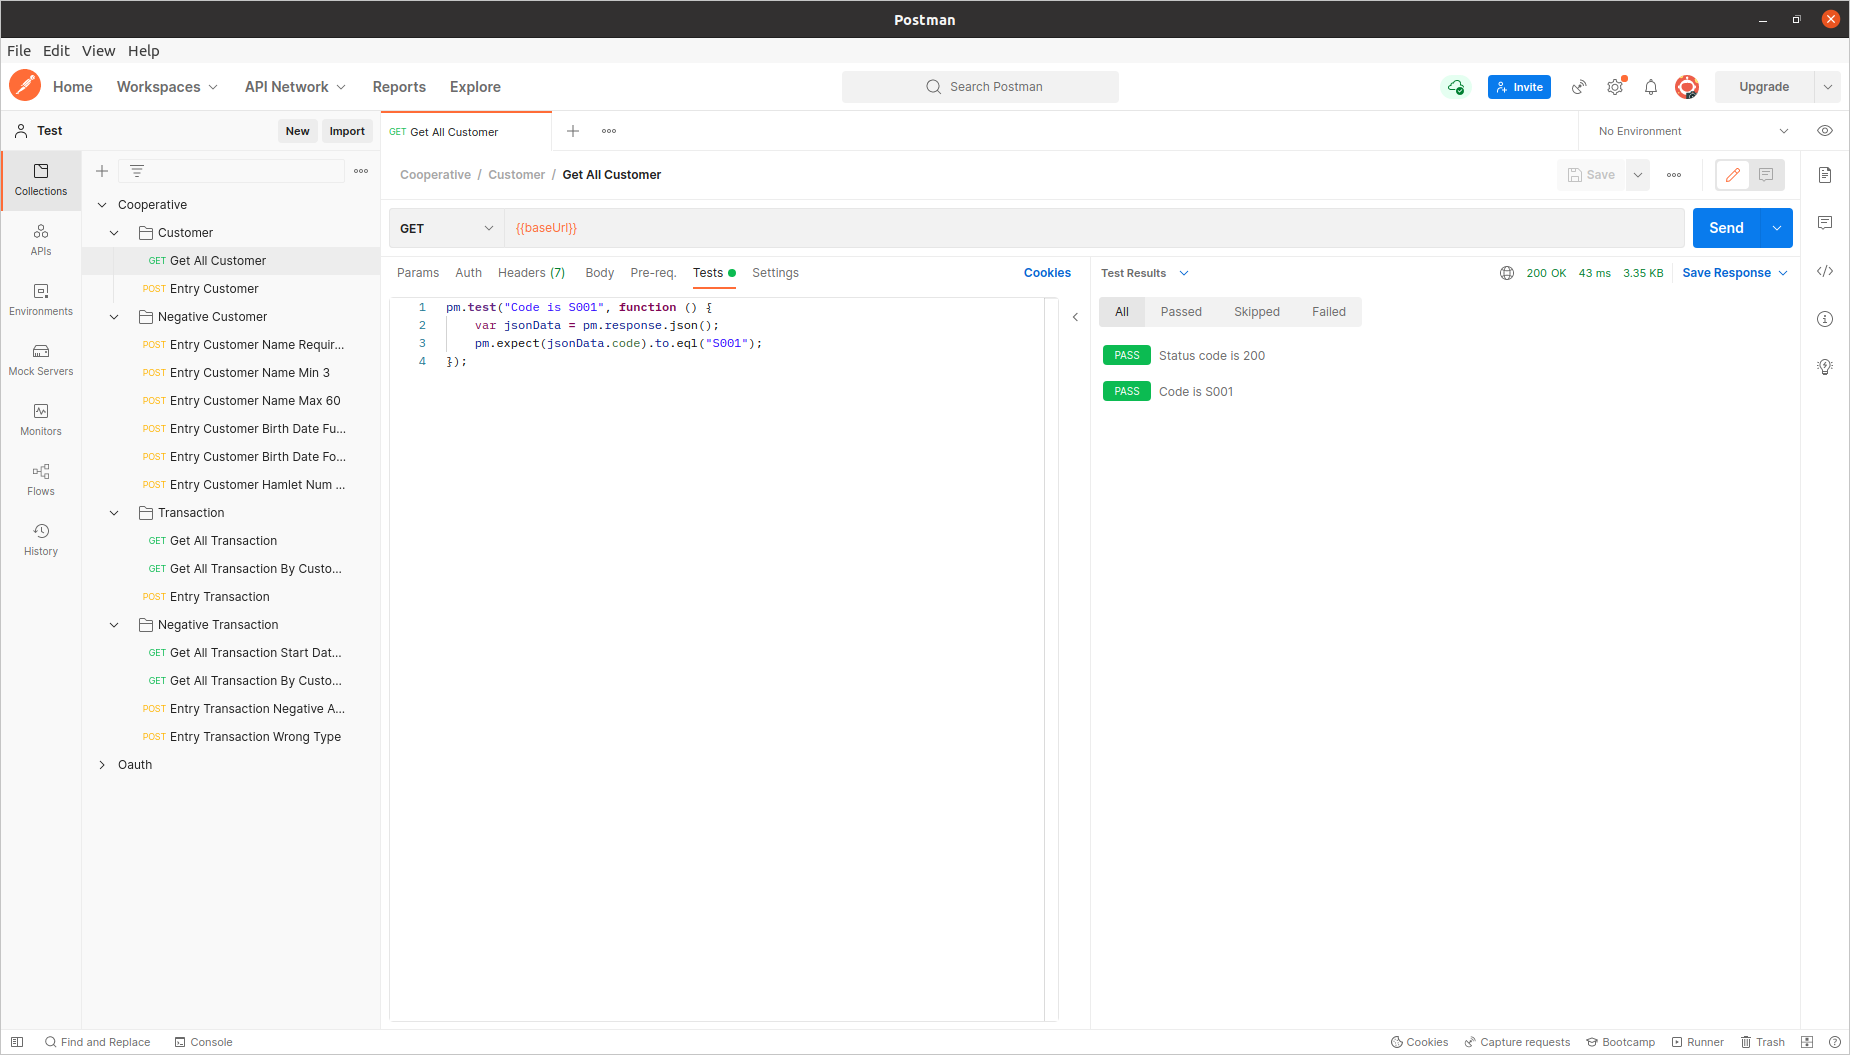 Postman
File Edit View Help
Home Workspaces API Network Reports Explore
Search Postman
Invite
Upgrade
Test
New Import
GET Get All Customer
No Environment
Collections
APIs
Environments
Mock Servers
Monitors
Flows
History
Cooperative
Customer
GET Get All Customer
POST Entry Customer
Negative Customer
POST Entry Customer Name Requir...
POST Entry Customer Name Min 3
POST Entry Customer Name Max 60
POST Entry Customer Birth Date Fu...
POST Entry Customer Birth Date Fo...
POST Entry Customer Hamlet Num ...
Transaction
GET Get All Transaction
GET Get All Transaction By Custo...
POST Entry Transaction
Negative Transaction
GET Get All Transaction Start Dat...
GET Get All Transaction By Custo...
POST Entry Transaction Negative A...
POST Entry Transaction Wrong Type
Oauth
Cooperative / Customer / Get All Customer
Save
GET {{baseUrl}}
Send
Params Auth Headers (7) Body Pre-req. Tests Settings
Cookies
1 pm.test("Code is S001", function () {
2 var jsonData = pm.response.json();
3 pm.expect(jsonData.code).to.eql("S001");
4 });
Test Results
200 OK 43 ms 3.35 KB Save Response
All Passed Skipped Failed
PASS Status code is 200
PASS Code is S001
Find and Replace Console
Cookies Capture requests Bootcamp Runner Trash